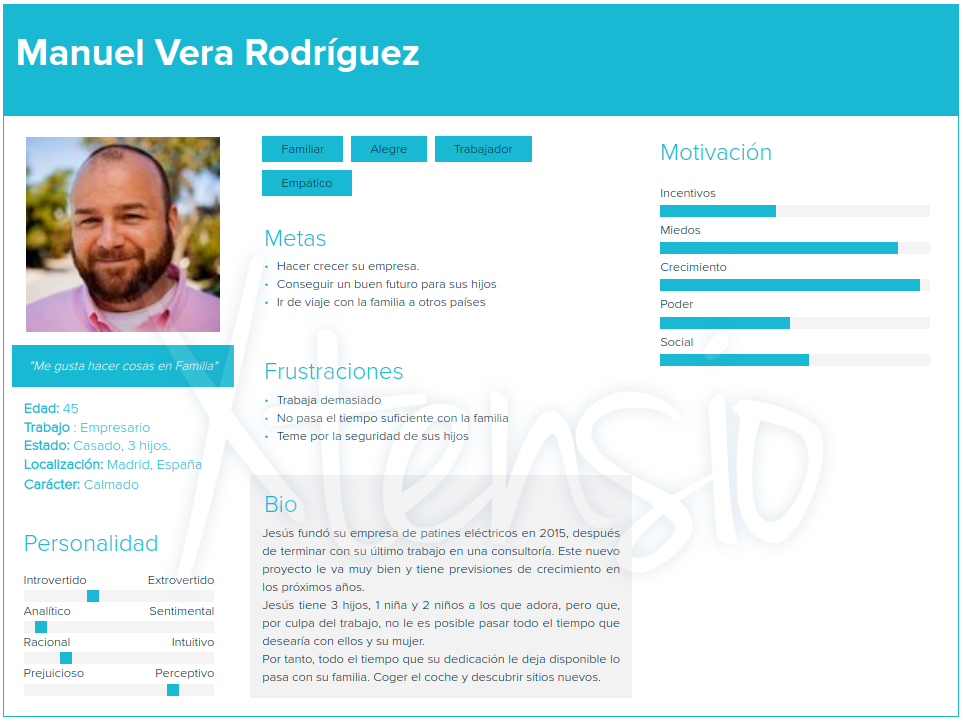 Manuel Vera Rodríguez
"Me gusta hacer cosas en Familia"
Edad: 45
Trabajo : Empresario
Estado: Casado, 3 hijos.
Localización: Madrid, España
Carácter: Calmado
Personalidad
Introvertido Extrovertido
Analítico Sentimental
Racional Intuitivo
Prejuicioso Perceptivo
Familiar Alegre Trabajador
Empático
Metas
• Hacer crecer su empresa.
• Conseguir un buen futuro para sus hijos
• Ir de viaje con la familia a otros países
Frustraciones
• Trabaja demasiado
• No pasa el tiempo suficiente con la familia
• Teme por la seguridad de sus hijos
Bio
Jesús fundó su empresa de patines eléctricos en 2015, después
de terminar con su último trabajo en una consultoría. Este nuevo
proyecto le va muy bien y tiene previsiones de crecimiento en
los próximos años.
Jesús tiene 3 hijos, 1 niña y 2 niños a los que adora, pero que,
por culpa del trabajo, no le es posible pasar todo el tiempo que
desearía con ellos y su mujer.
Por tanto, todo el tiempo que su dedicación le deja disponible lo
pasa con su familia. Coger el coche y descubrir sitios nuevos.
Motivación
Incentivos
Miedos
Crecimiento
Poder
Social
Xtensio